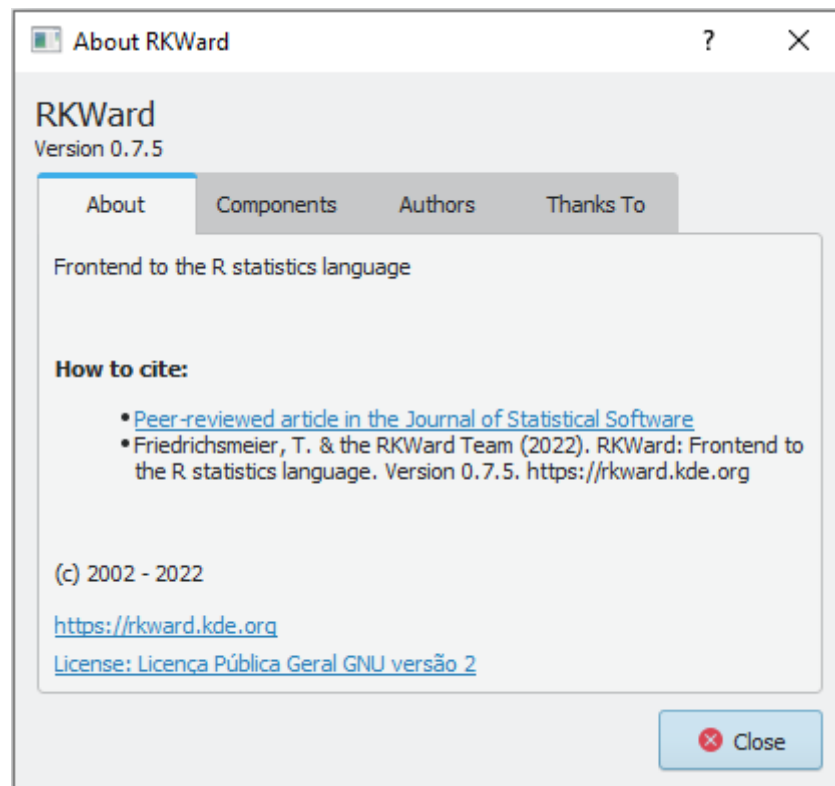 About RKWard
?
RKWard
Version 0.7.5
About Components Authors Thanks To
Frontend to the R statistics language
How to cite:
•Peer-reviewed article in the Journal of Statistical Software
•Friedrichsmeier, T. & the RKWard Team (2022). RKWard: Frontend to
the R statistics language. Version 0.7.5. https://rkward.kde.org
(c) 2002 - 2022
https://rkward.kde.org
License: Licença Pública Geral GNU versão 2
Close